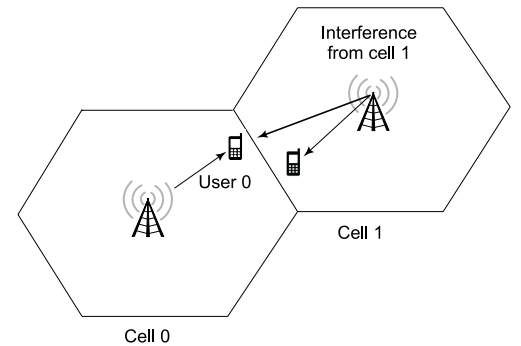 Interference
from cell 1
User 0
Cell 1
Cell 0